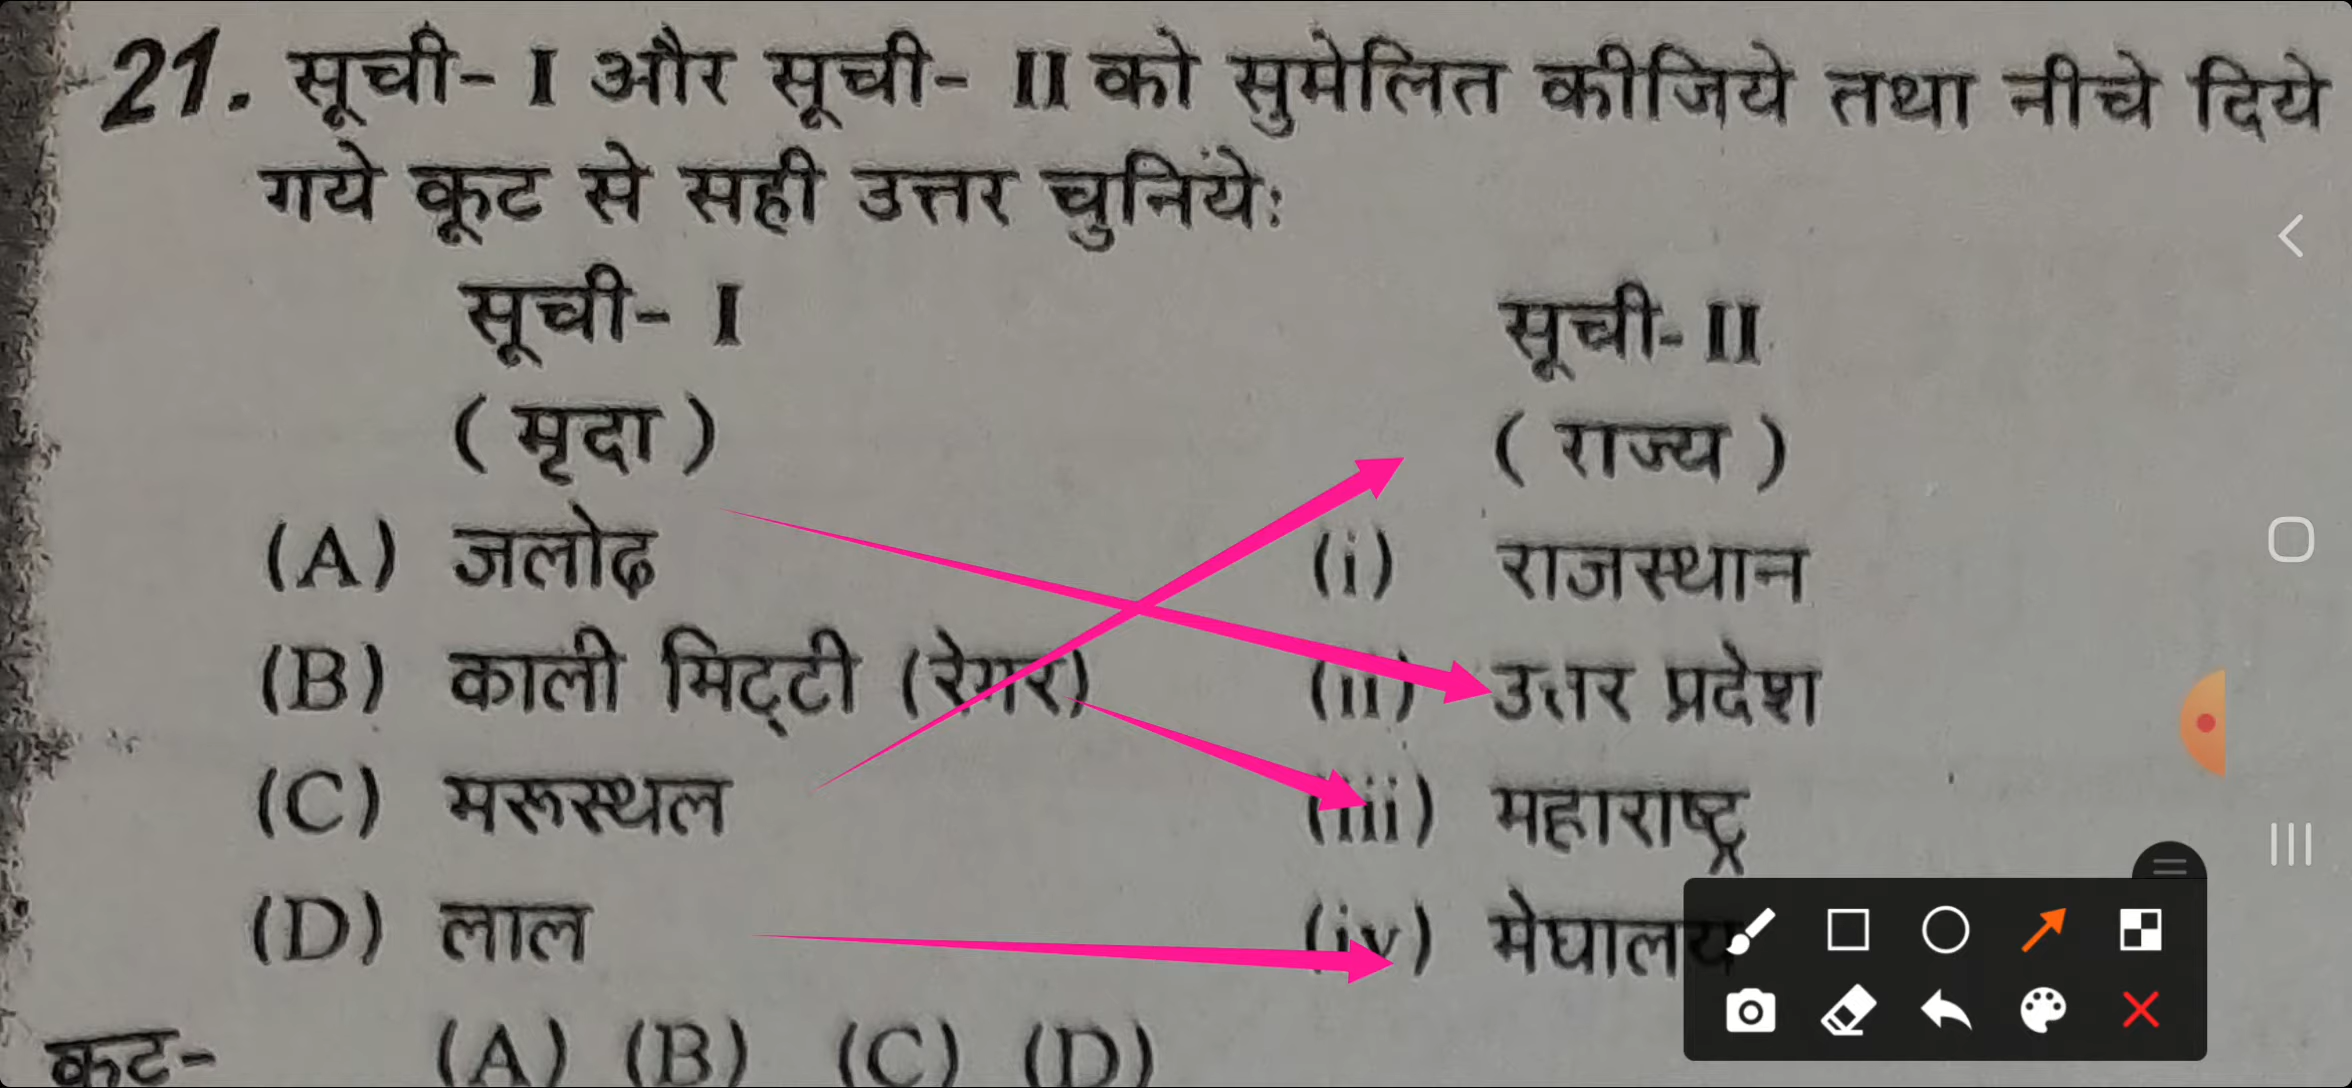 21. सूची- I और सूची- II को सुमेलित कीजिये तथा नीचे दिये
गये कूट से सही उत्तर चुनियेः
सूची- I सूची- II
( मृदा ) ( राज्य )
(A) जलोढ़ (i) राजस्थान
(B) काली मिट्टी (रेगर) (ii) उत्तर प्रदेश
(C) मरूस्थल (iii) महाराष्ट्र
(D) लाल (iv) मेघालय
कूट- (A) (B) (C) (D)